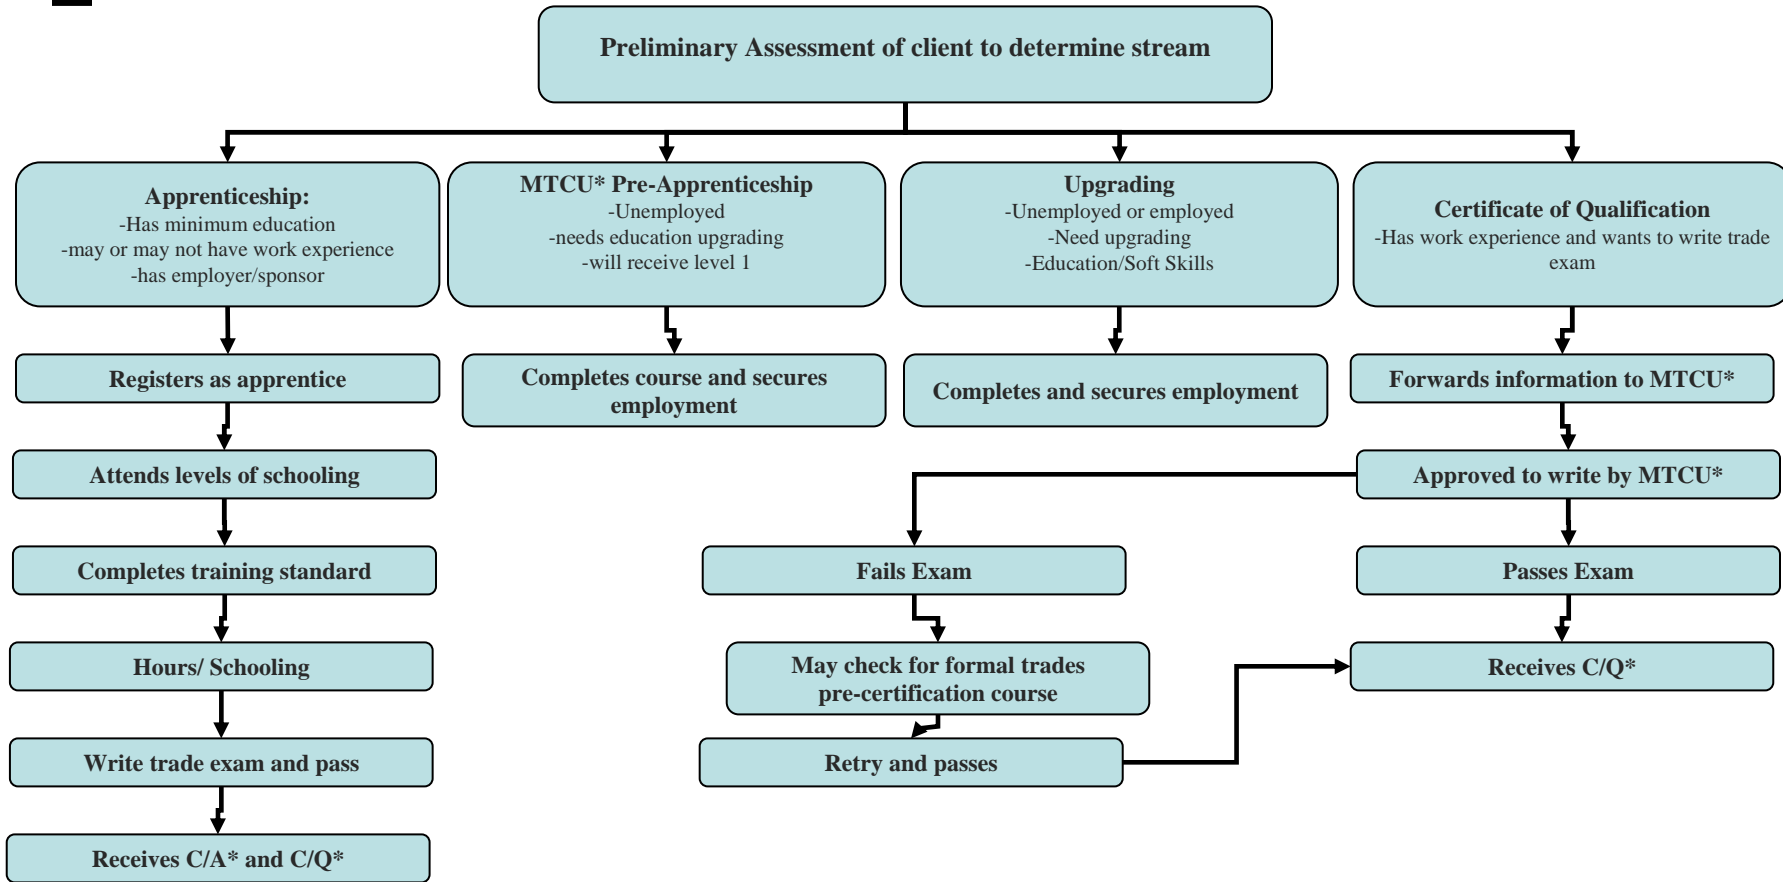 Preliminary Assessment of client to determine stream
Apprenticeship:
-Has minimum education
-may or may not have work experience
-has employer/sponsor
MTCU* Pre-Apprenticeship
-Unemployed
-needs education upgrading
-will receive level 1
Upgrading
-Unemployed or employed
-Need upgrading
-Education/Soft Skills
Certificate of Qualification
-Has work experience and wants to write trade
exam
Registers as apprentice
Completes course and secures
employment
Completes and secures employment
Forwards information to MTCU*
Attends levels of schooling
Approved to write by MTCU*
Completes training standard
Fails Exam
Passes Exam
Hours/ Schooling
May check for formal trades
pre-certification course
Receives C/Q*
Write trade exam and pass
Retry and passes
Receives C/A* and C/Q*